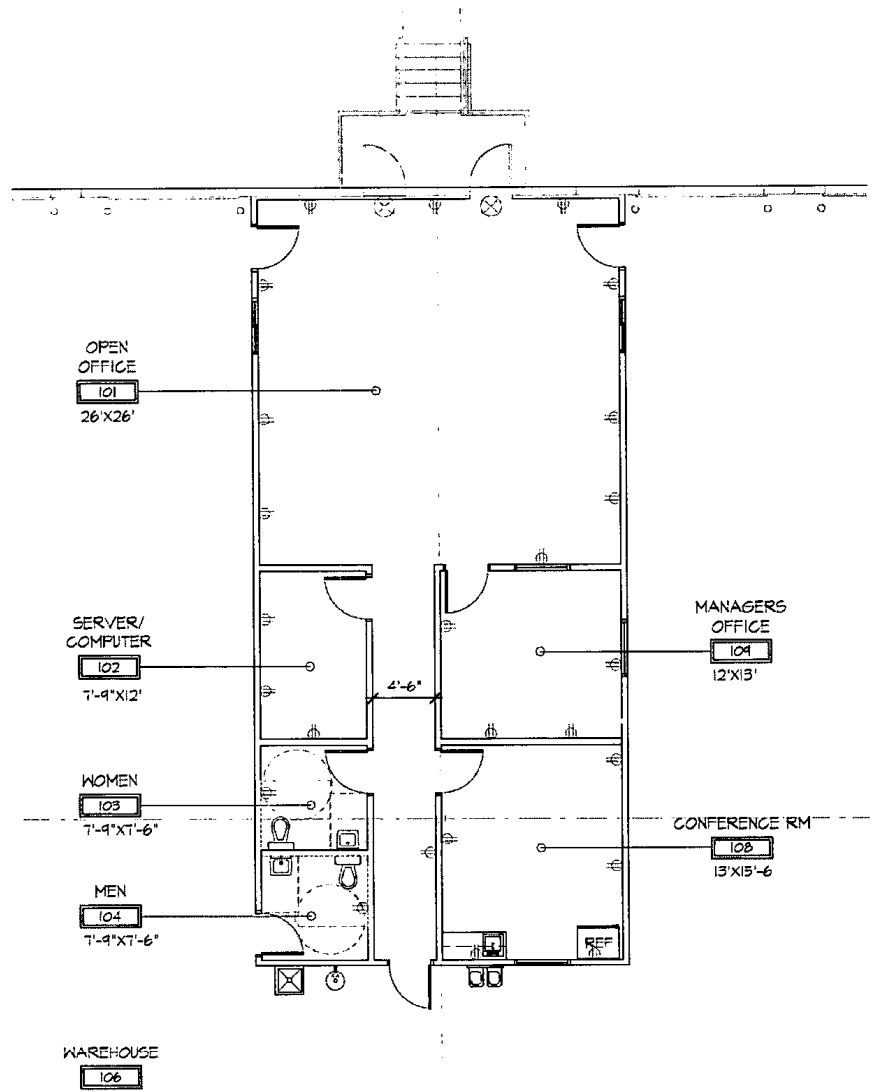 OPEN
OFFICE
101
26'X26'
SERVER/
COMPUTER
102
7'-9"X12'
4'-6"
MANAGERS
OFFICE
109
12'X13'
WOMEN
103
7'-9"X7'-6"
CONFERENCE RM
108
13'X15'-6
MEN
104
7'-9"X7'-6"
REF
WAREHOUSE
106